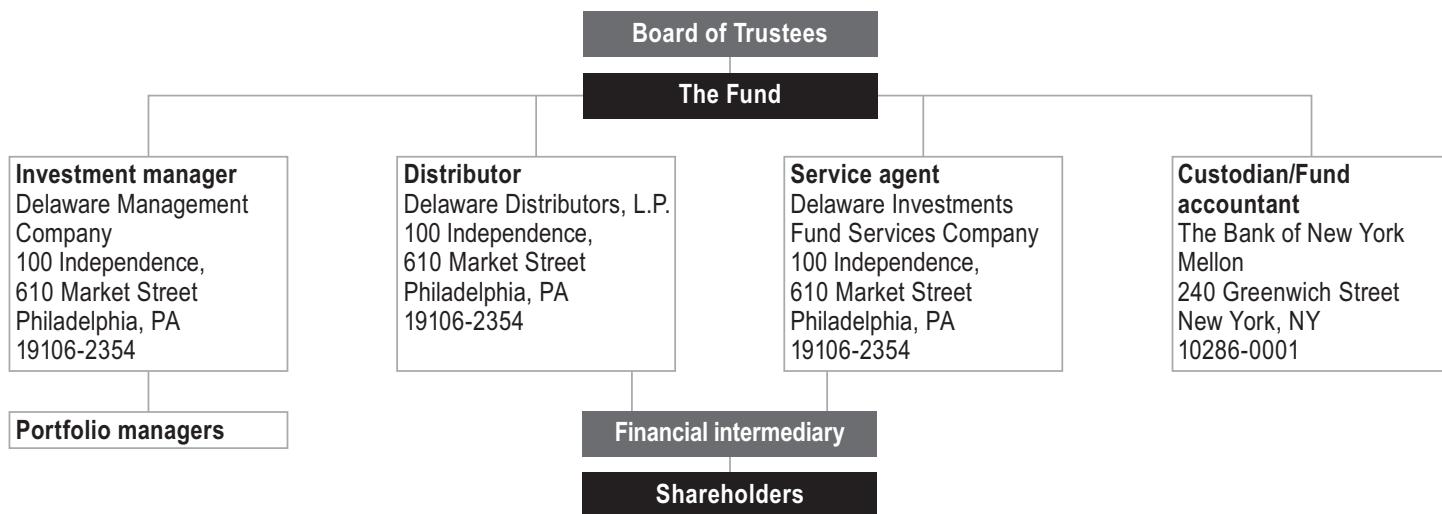 Board of Trustees
The Fund
Investment manager
Delaware Management
Company
100 Independence,
610 Market Street
Philadelphia, PA
19106-2354
Distributor
Delaware Distributors, L.P.
100 Independence,
610 Market Street
Philadelphia, PA
19106-2354
Service agent
Delaware Investments
Fund Services Company
100 Independence,
610 Market Street
Philadelphia, PA
19106-2354
Custodian/Fund
accountant
The Bank of New York
Mellon
240 Greenwich Street
New York, NY
10286-0001
Portfolio managers
Financial intermediary
Shareholders